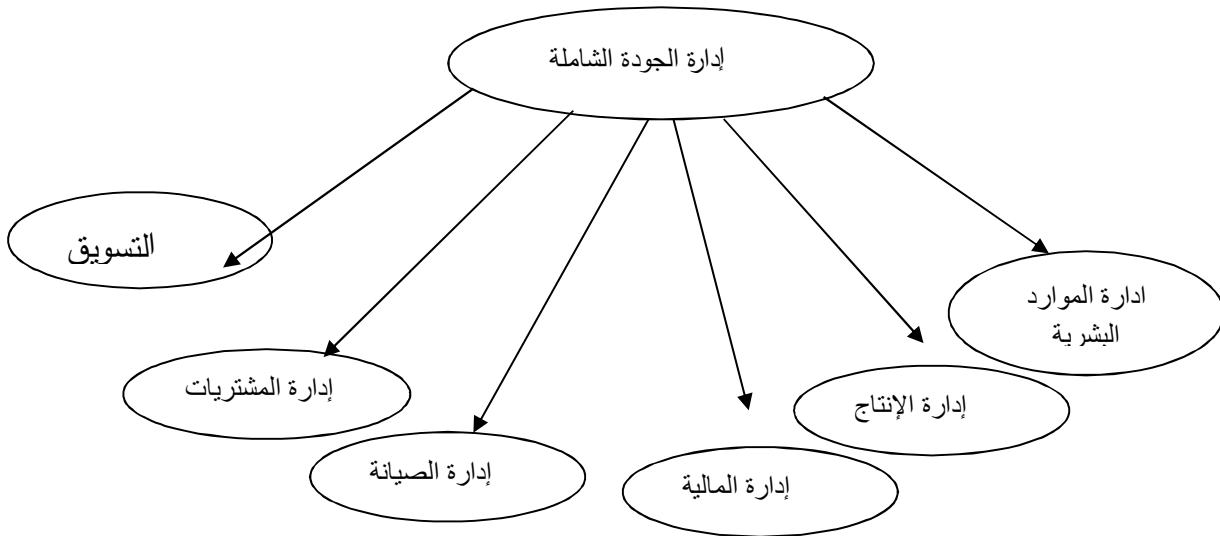 إدارة الجودة الشاملة
التسويق
ادارة الموارد
البشرية
إدارة المشتريات
إدارة الإنتاج
إدارة الصيانة
إدارة المالية